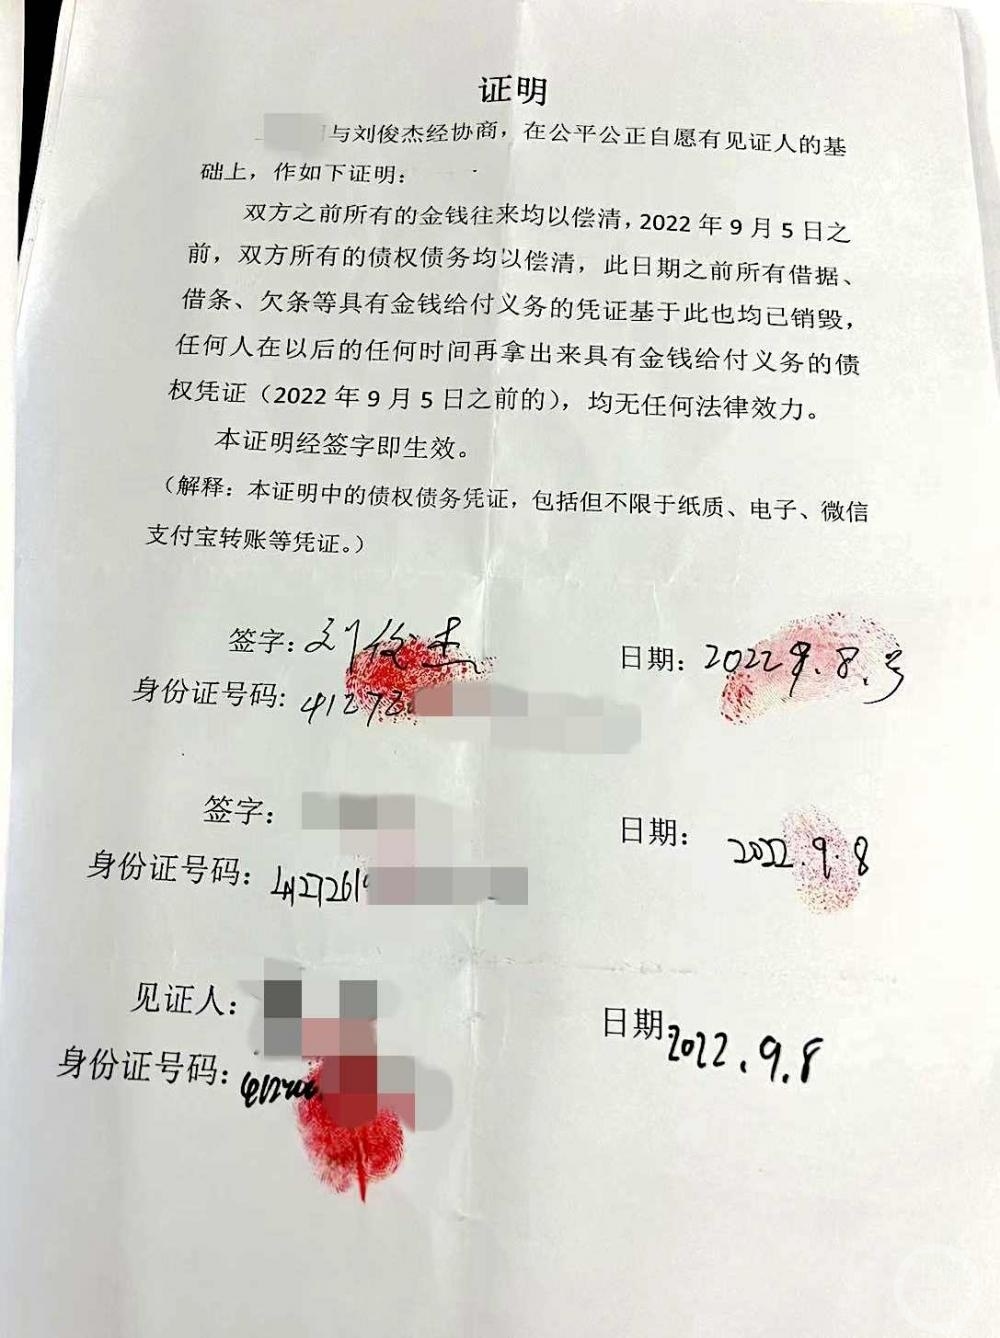 证明
与刘俊杰经协商，在公平公正自愿有见证人的基
础上，作如下证明：
双方之前所有的金钱往来均以偿清，2022 年 9 月 5 日之
前，双方所有的债权债务均以偿清，此日期之前所有借据、
借条、欠条等具有金钱给付义务的凭证基于此也均已销毁，
任何人在以后的任何时间再拿出来具有金钱给付义务的债
权凭证（2022 年 9 月 5 日之前的），均无任何法律效力。
本证明经签字即生效。
（解释：本证明中的债权债务凭证，包括但不限于纸质、电子、微信
支付宝转账等凭证。）
签字：刘俊杰 日期：2022 9.8.号
身份证号码：41272
签字： 日期：2022.9.8
身份证号码：4127261
见证人： 日期 2022.9.8
身份证号码：412